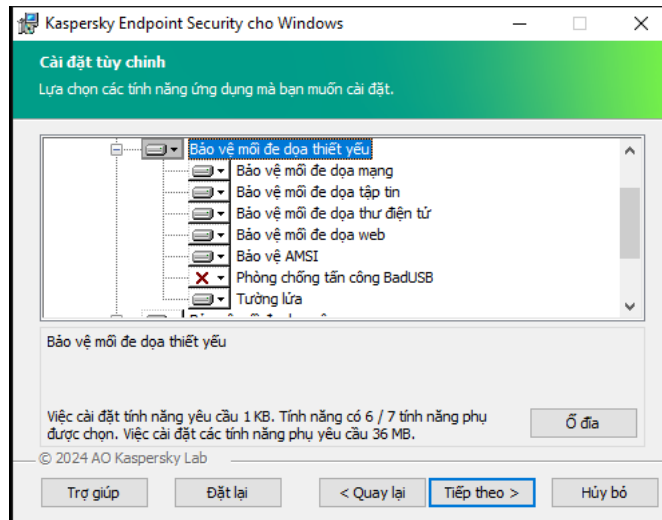 Kaspersky Endpoint Security cho Windows
Cài đặt tùy chỉnh
Lựa chọn các tính năng ứng dụng mà bạn muốn cài đặt.
Bảo vệ mối đe dọa thiết yếu
Bảo vệ mối đe dọa mạng
Bảo vệ mối đe dọa tập tin
Bảo vệ mối đe dọa thư điện tử
Bảo vệ mối đe dọa web
Bảo vệ AMSI
Phòng chống tấn công BadUSB
Tường lửa
Bảo vệ mối đe dọa thiết yếu
Việc cài đặt tính năng yêu cầu 1 KB. Tính năng có 6 / 7 tính năng phụ
được chọn. Việc cài đặt các tính năng phụ yêu cầu 36 MB.
Ổ đĩa
© 2024 AO Kaspersky Lab
Trợ giúp
Đặt lại
< Quay lại
Tiếp theo >
Hủy bỏ